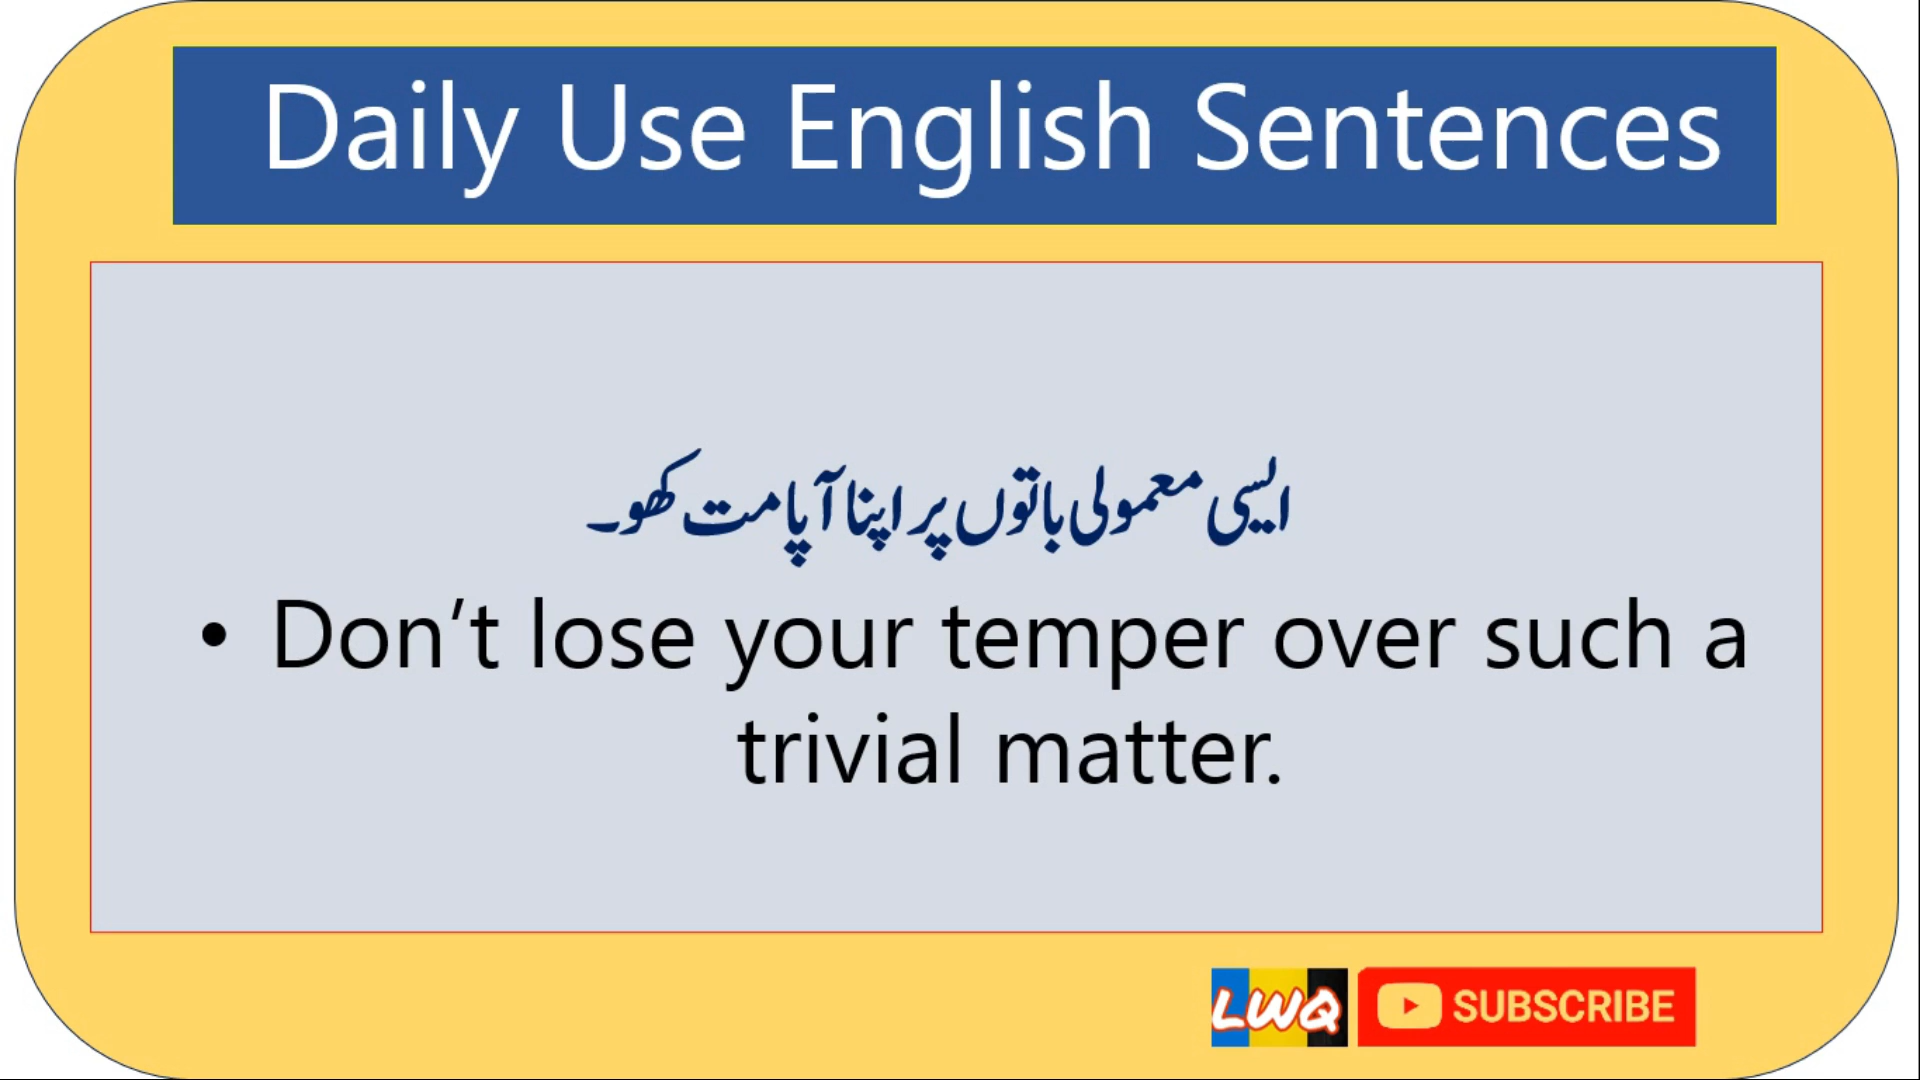 Daily Use English Sentences
ایسی معمولی باتوں پر اپنا آپا مت کھو۔
• Don’t lose your temper over such a
trivial matter.
LWQ
SUBSCRIBE